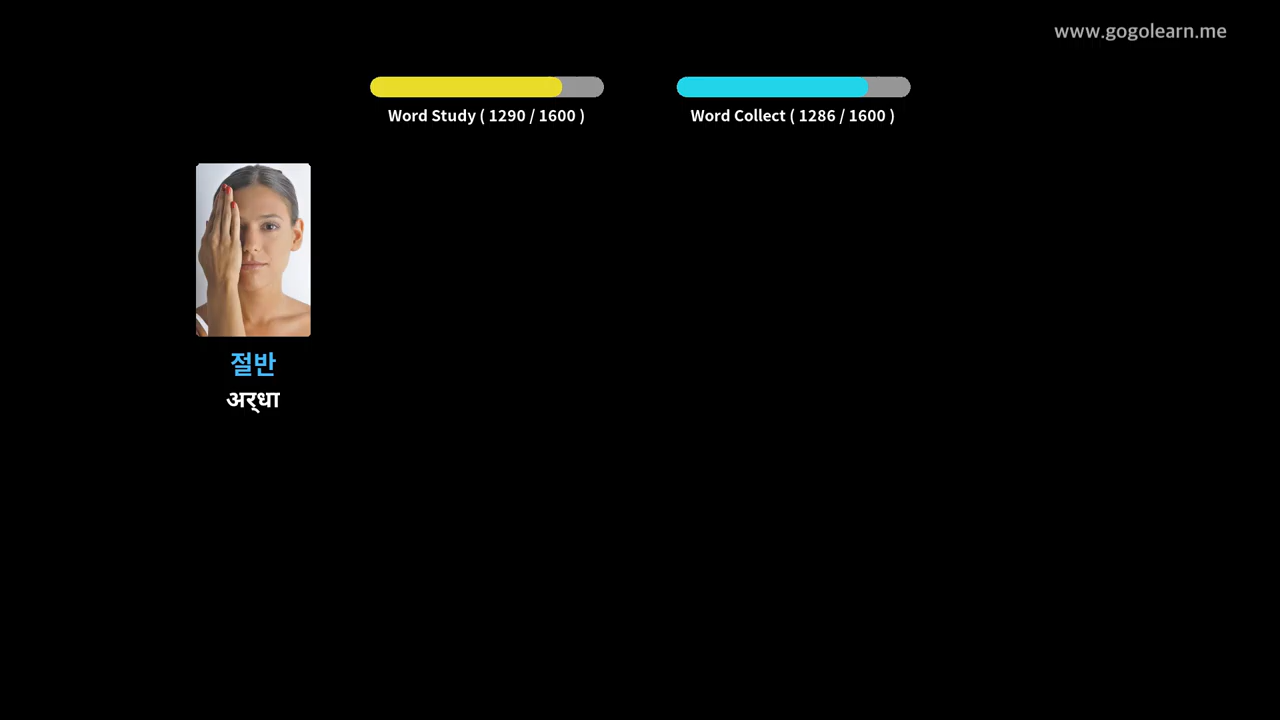 www.gogolearn.me
Word Study ( 1290 / 1600 )
Word Collect ( 1286 / 1600 )
절반
अर्‍धा